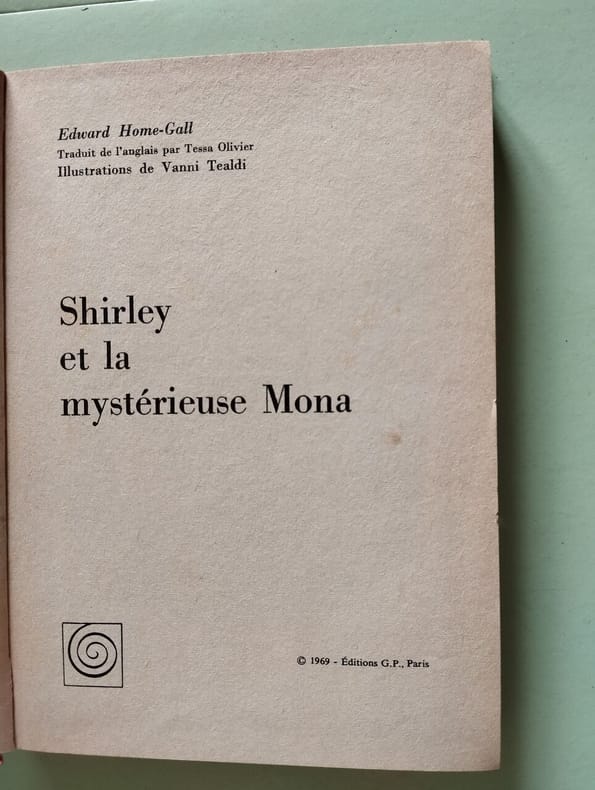 Edward Home-Gall
Traduit de l'anglais par Tessa Olivier
Illustrations de Vanni Tealdi
Shirley
et la
mystérieuse Mona
© 1969 - Éditions G.P., Paris